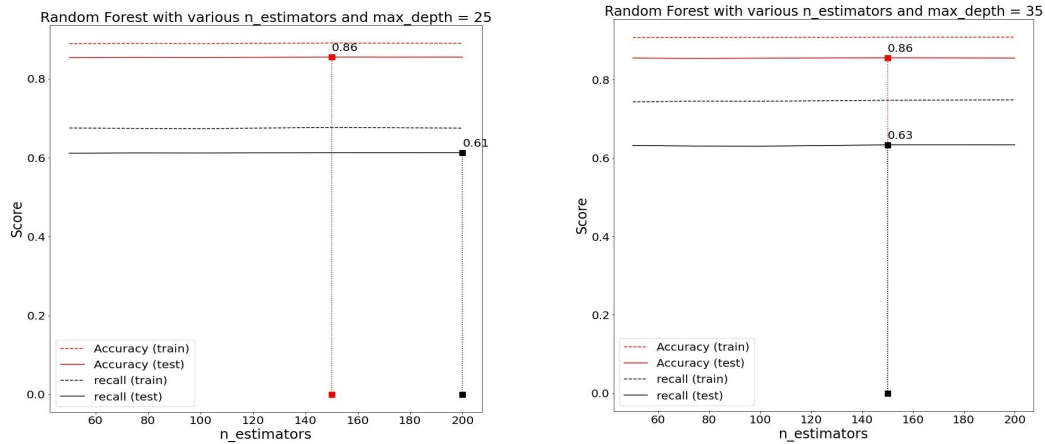 Random Forest with various n_estimators and max_depth = 25
0.86
0.8
0.61
0.6
Score
0.4
0.2
Accuracy (train)
Accuracy (test)
recall (train)
recall (test)
0.0
60 80 100 120 140 160 180 200
n_estimators
Random Forest with various n_estimators and max_depth = 35
0.86
0.8
0.63
0.6
Score
0.4
0.2
Accuracy (train)
Accuracy (test)
recall (train)
recall (test)
0.0
60 80 100 120 140 160 180 200
n_estimators